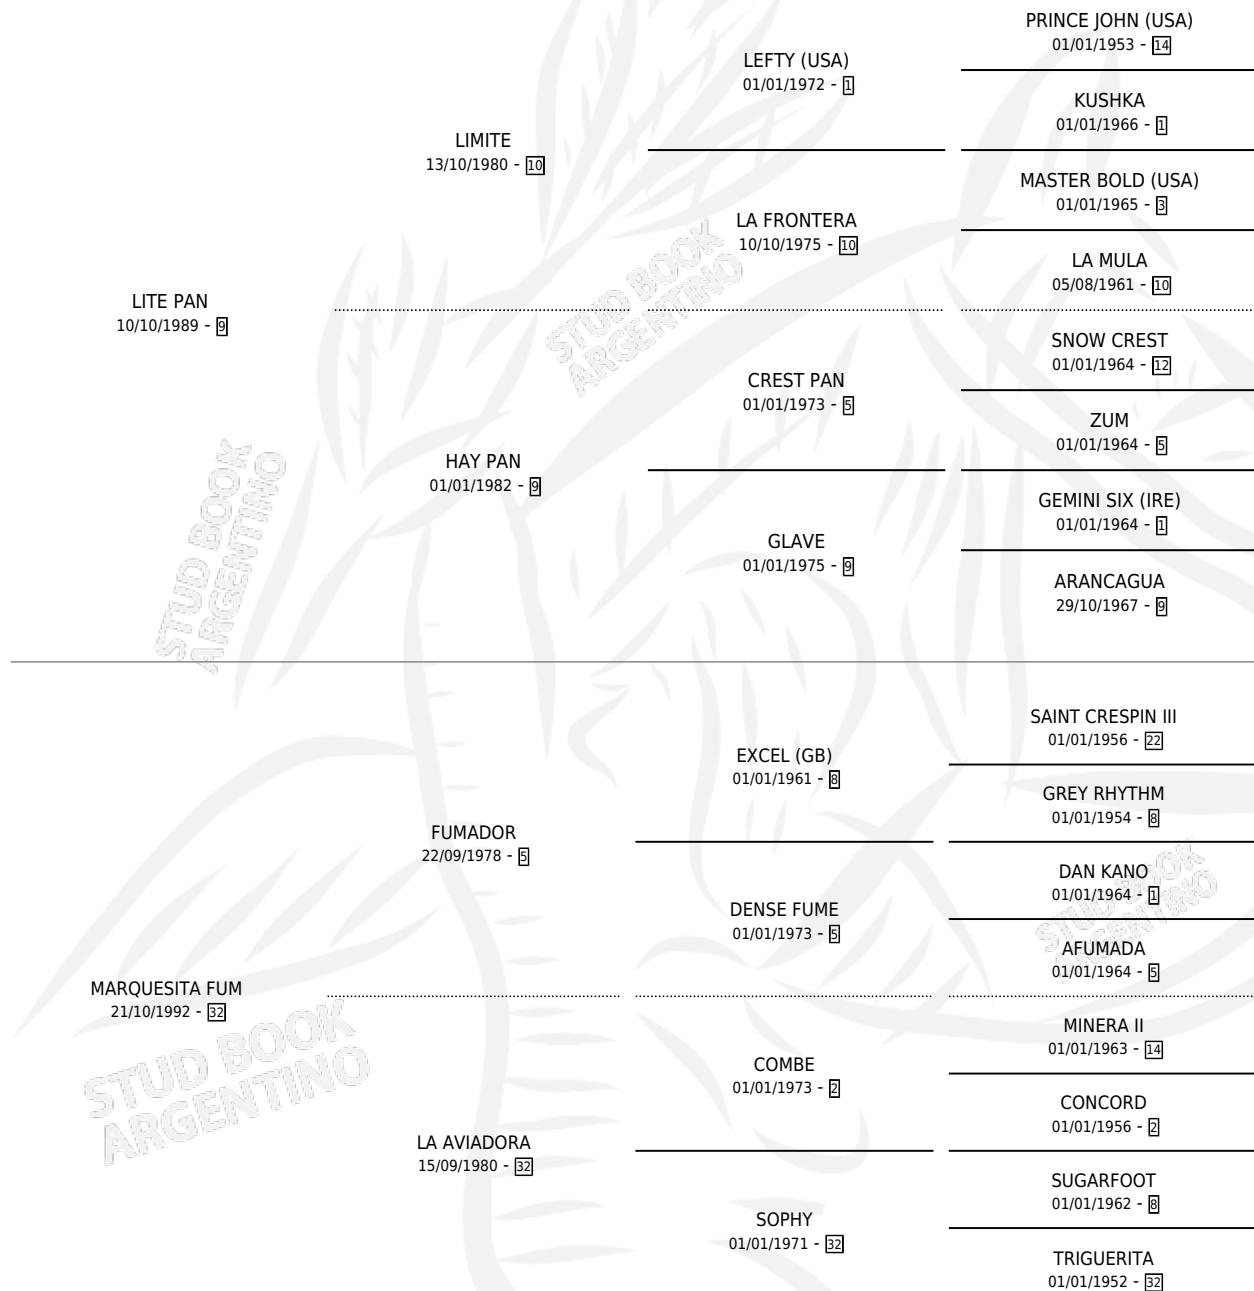 PRINCE JOHN (USA)
01/01/1953 - 14
LEFTY (USA)
01/01/1972 - 1
KUSHKA
01/01/1966 - 1
LIMITE
13/10/1980 - 10
MASTER BOLD (USA)
01/01/1965 - 3
LA FRONTERA
10/10/1975 - 10
LA MULA
05/08/1961 - 10
LITE PAN
10/10/1989 - 9
SNOW CREST
01/01/1964 - 12
CREST PAN
01/01/1973 - 5
ZUM
01/01/1964 - 5
HAY PAN
01/01/1982 - 9
GEMINI SIX (IRE)
01/01/1964 - 1
GLAVE
01/01/1975 - 9
ARANCAGUA
29/10/1967 - 9
SAINT CRESPIN III
01/01/1956 - 22
EXCEL (GB)
01/01/1961 - 8
GREY RHYTHM
01/01/1954 - 8
FUMADOR
22/09/1978 - 5
DAN KANO
01/01/1964 - 1
DENSE FUME
01/01/1973 - 5
AFUMADA
01/01/1964 - 5
MARQUESITA FUM
21/10/1992 - 32
MINERA II
01/01/1963 - 14
COMBE
01/01/1973 - 2
CONCORD
01/01/1956 - 2
LA AVIADORA
15/09/1980 - 32
SUGARFOOT
01/01/1962 - 8
SOPHY
01/01/1971 - 32
TRIGUERITA
01/01/1952 - 32
STUD BOOK
ARGENTINO
STUD BOOK
ARGENTINO
STUD BOOK
ARGENTINO
STUD BOOK
ARGENTINO